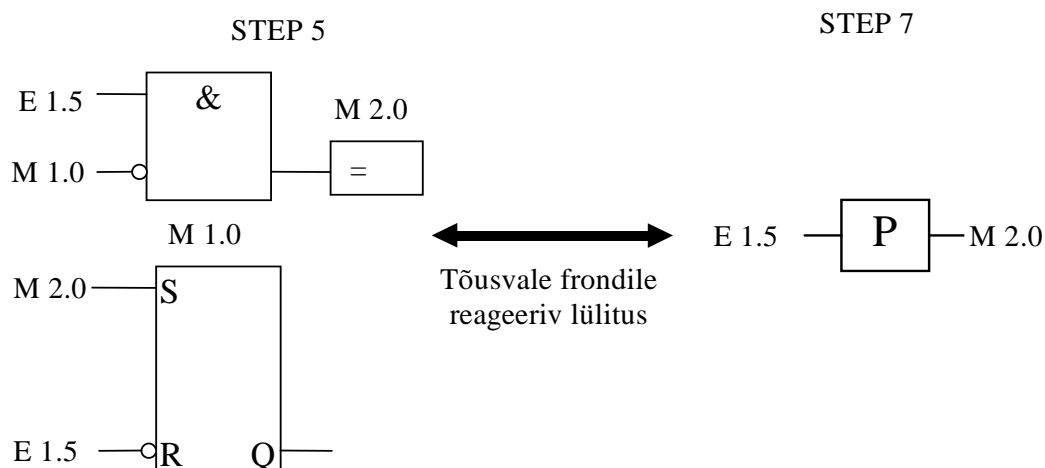 STEP 5
STEP 7
E 1.5
&
M 2.0
M 1.0
=
M 1.0
M 2.0
S
E 1.5
R
Q
Tõusvale frondile
reageeriv lülitus
E 1.5
P
M 2.0